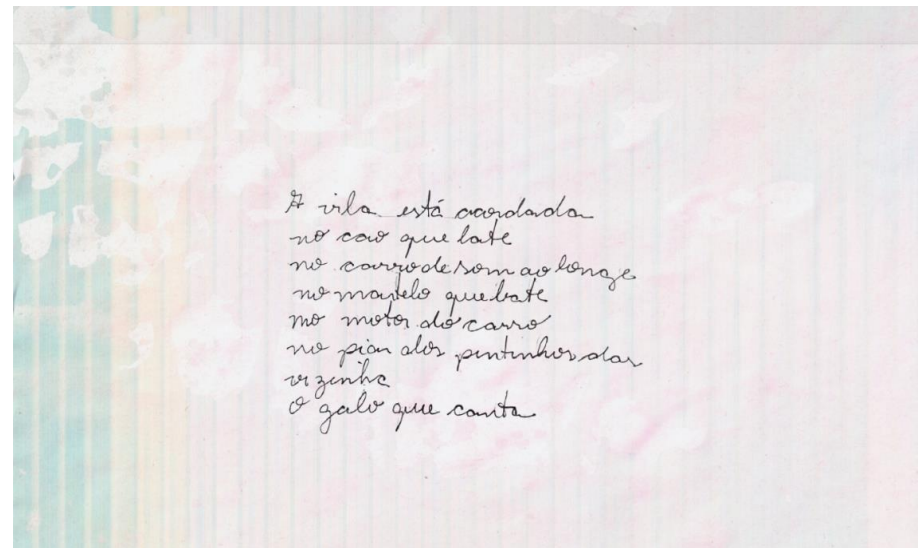 A vila está acordada
no cão que late
no carro de som ao longe
no martelo que bate
no motor do carro
no piar dos pintinhos da
vizinha
O galo que canta